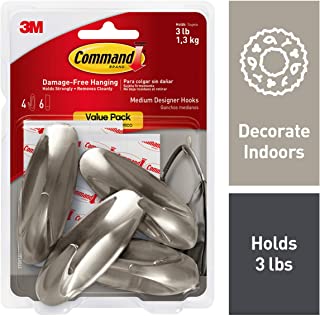 3M
Holds
3 lb
1,3 kg
Command
BRAND
Damage-Free Hanging
Holds Strongly • Removes Cleanly
Para colgar sin dañar
4
6
Medium Designer Hooks
Ganchos medianos
Value Pack
Decorate
Indoors
Holds
3 lbs